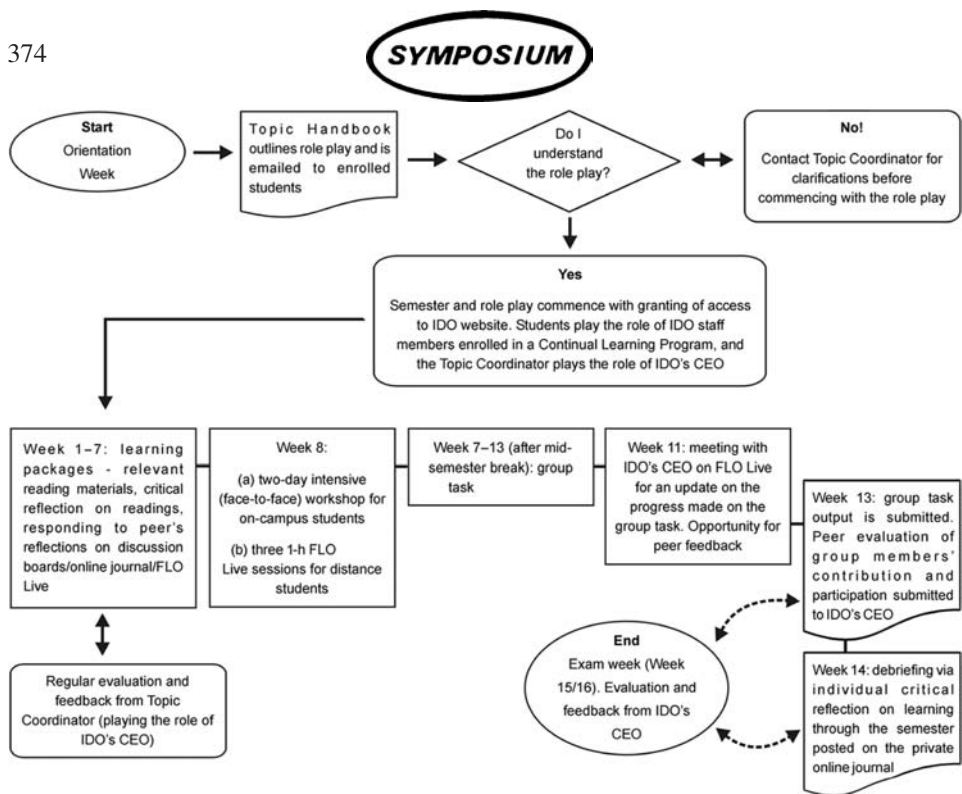 374
SYMPOSIUM
Start
Orientation
Week
Topic Handbook
outlines role play and is
emailed to enrolled
students
Do I
understand
the role play?
No!
Contact Topic Coordinator for
clarifications before
commencing with the role play
Yes
Semester and role play commence with granting of access
to IDO website. Students play the role of IDO staff
members enrolled in a Continual Learning Program, and
the Topic Coordinator plays the role of IDO's CEO
Week 1–7: learning
packages - relevant
reading materials, critical
reflection on readings,
responding to peer's
reflections on discussion
boards/online journal/FLO
Live
Week 8:
(a) two-day intensive
(face-to-face) workshop for
on-campus students
(b) three 1-h FLO
Live sessions for distance
students
Week 7–13 (after mid-
semester break): group
task
Week 11: meeting with
IDO's CEO on FLO Live
for an update on the
progress made on the
group task. Opportunity for
peer feedback
Week 13: group task
output is submitted.
Peer evaluation of
group members'
contribution and
participation submitted
to IDO's CEO
Regular evaluation and
feedback from Topic
Coordinator (playing the role of
IDO's CEO)
End
Exam week (Week
15/16). Evaluation and
feedback from IDO's
CEO
Week 14: debriefing via
individual critical
reflection on learning
through the semester
posted on the private
online journal